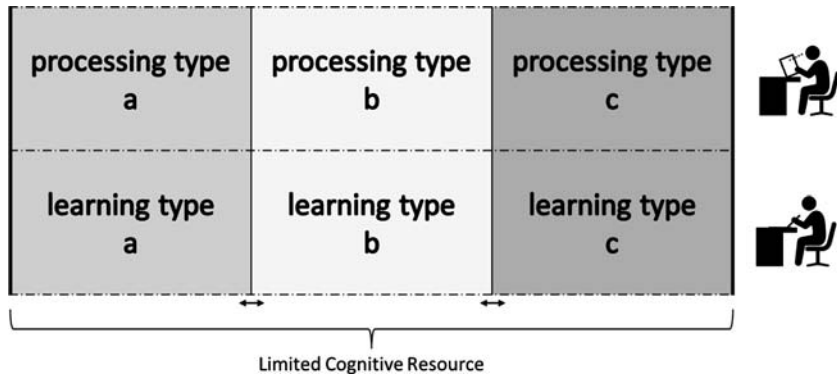 processing type
a
processing type
b
processing type
c
learning type
a
learning type
b
learning type
c
Limited Cognitive Resource